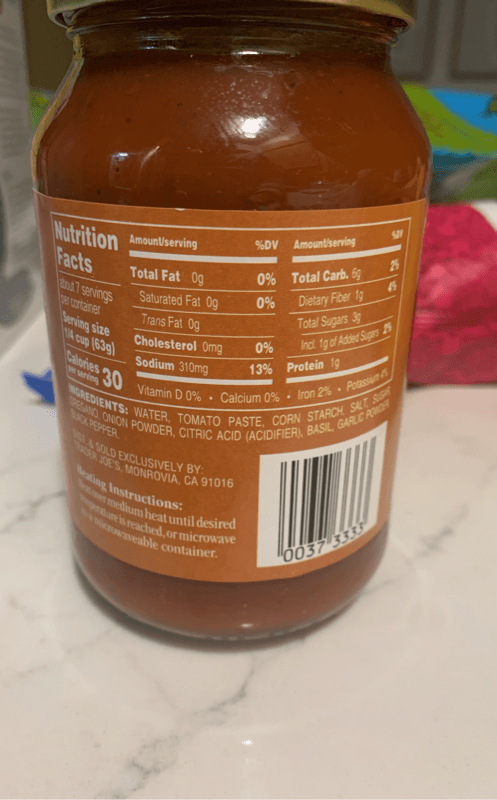 Nutrition
Facts
about 7 servings
per container
Serving size
1/4 cup (63g)
Calories
per serving 30
Amount/serving %DV
Total Fat 0g 0%
Saturated Fat 0g 0%
Trans Fat 0g
Cholesterol 0mg 0%
Sodium 310mg 13%
Amount/serving %DV
Total Carb. 6g 2%
Dietary Fiber 1g 4%
Total Sugars 3g
Incl. 1g of Added Sugars 2%
Protein 1g
Vitamin D 0% • Calcium 0% • Iron 2% • Potassium 4%
INGREDIENTS: WATER, TOMATO PASTE, CORN STARCH, SALT, SUGAR,
OREGANO, ONION POWDER, CITRIC ACID (ACIDIFIER), BASIL, GARLIC POWDER,
BLACK PEPPER.
DIST. & SOLD EXCLUSIVELY BY:
TRADER JOE'S, MONROVIA, CA 91016
Heating Instructions:
Heat over medium heat until desired
temperature is reached, or microwave
in a microwaveable container.
0037 3333